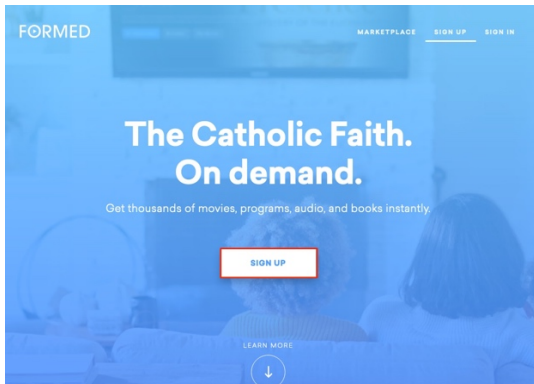 FORMED
MARKETPLACE SIGN UP SIGN IN
The Catholic Faith.
On demand.
Get thousands of movies, programs, audio, and books instantly.
SIGN UP
LEARN MORE